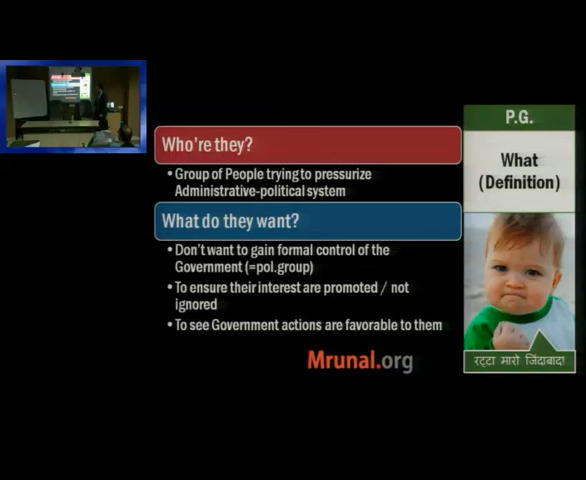 Who're they?
• Group of People trying to pressurize
Administrative-political system
What do they want?
• Don't want to gain formal control of the
Government (=pol.group)
• To ensure their interest are promoted / not
ignored
• To see Government actions are favorable to them
Mrunal.org
P.G.
What
(Definition)
रट्टा मारो जिंदाबाद!